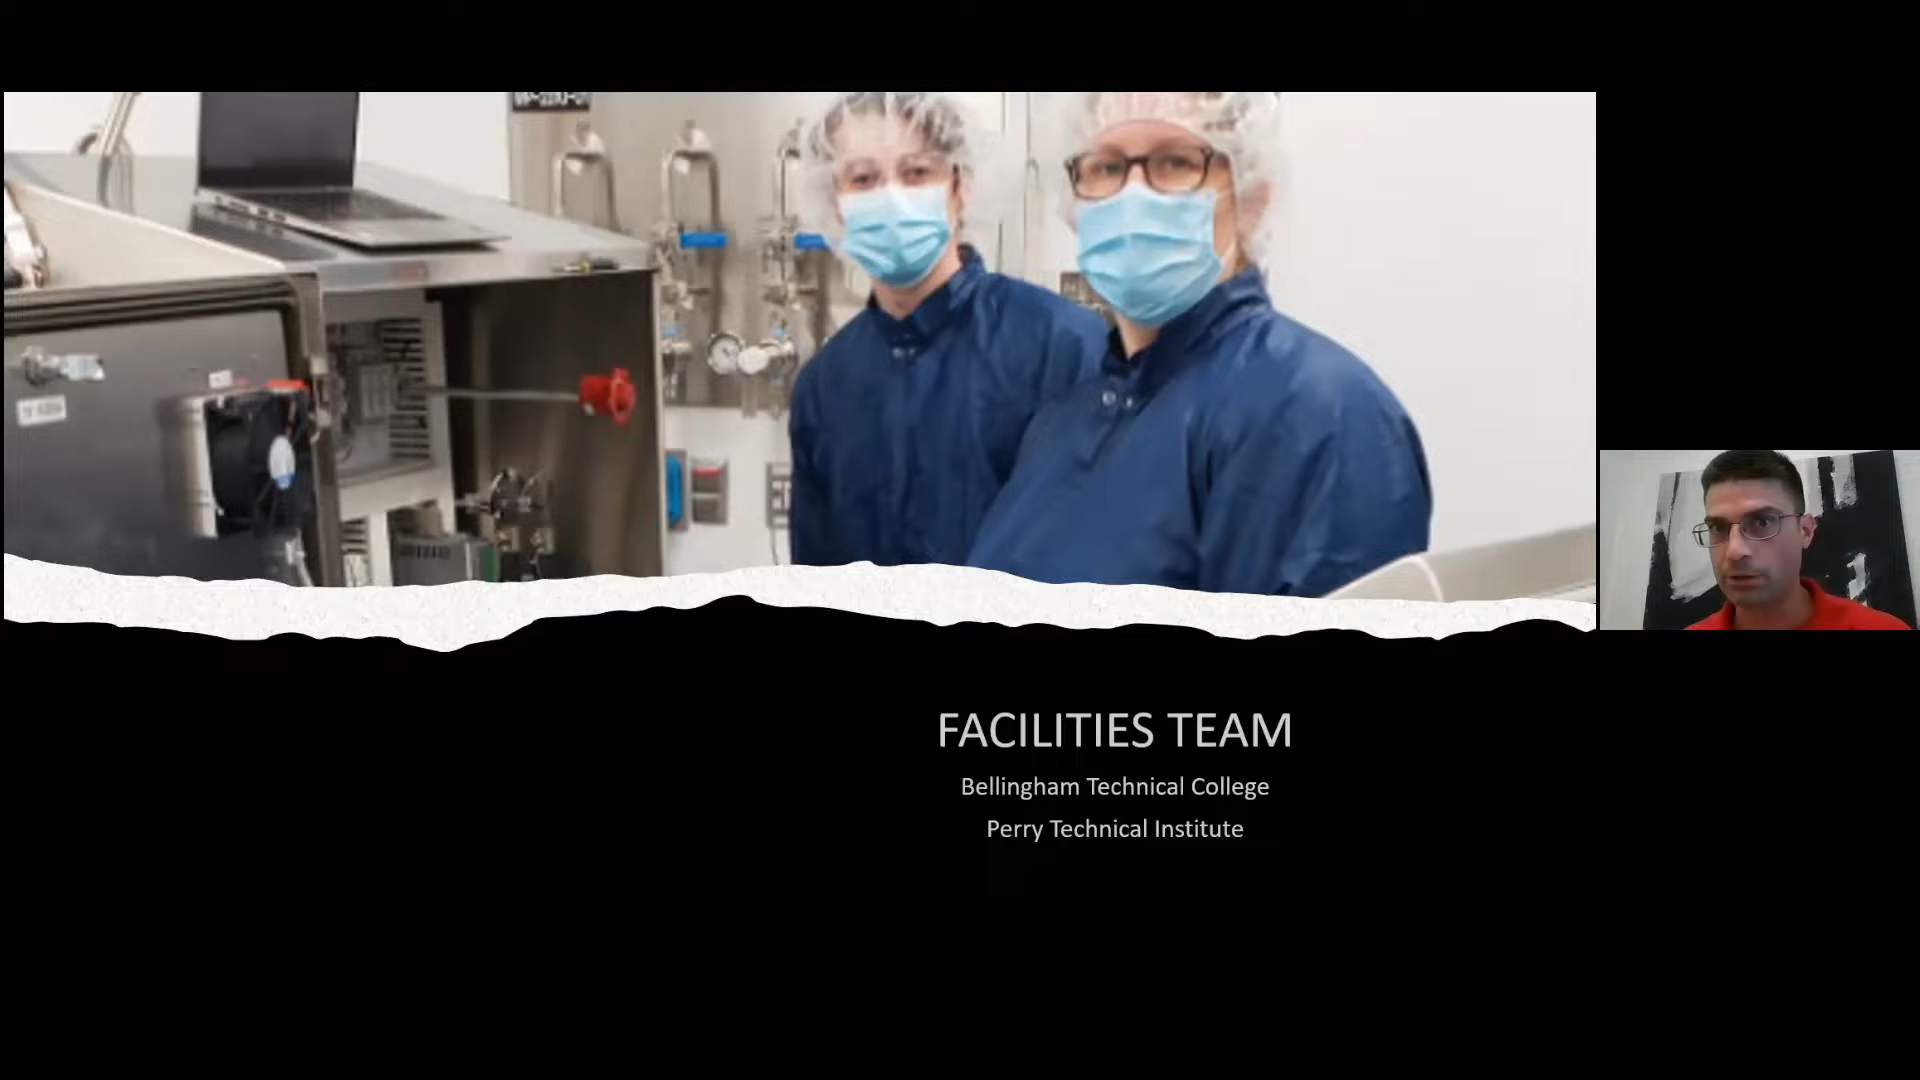 FACILITIES TEAM
Bellingham Technical College
Perry Technical Institute